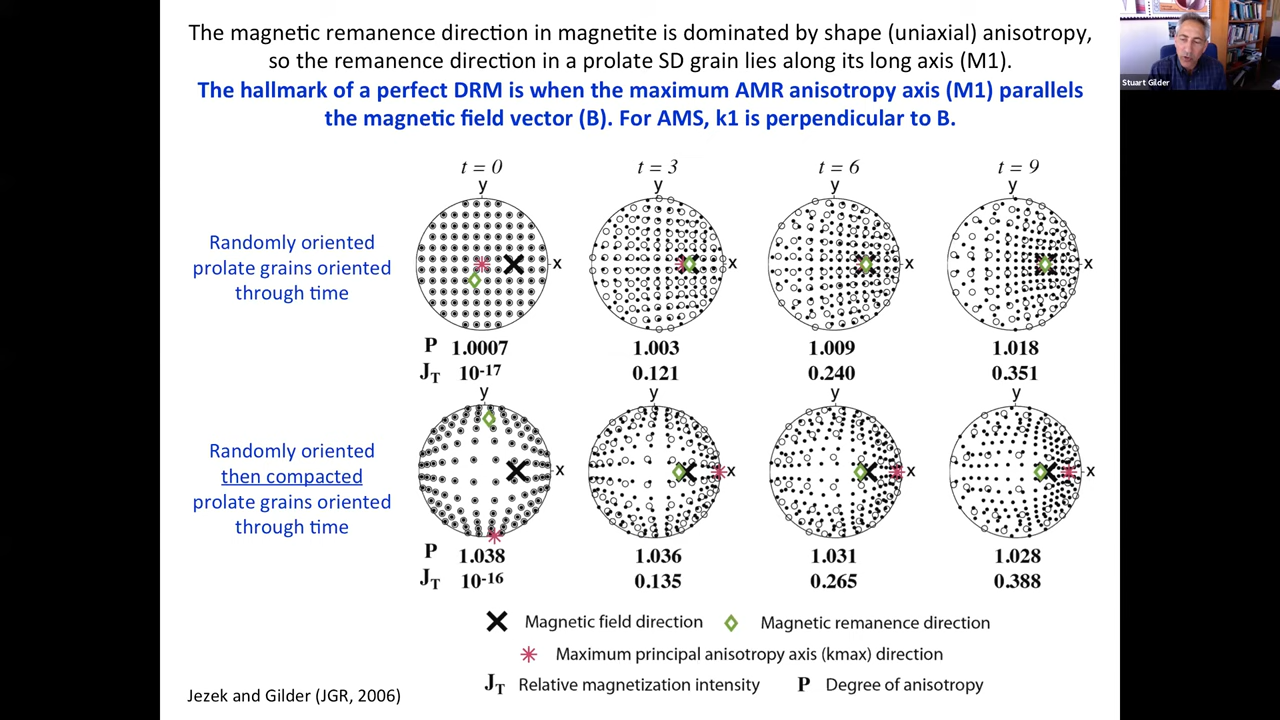 The magnetic remanence direction in magnetite is dominated by shape (uniaxial) anisotropy,
so the remanence direction in a prolate SD grain lies along its long axis (M1).
The hallmark of a perfect DRM is when the maximum AMR anisotropy axis (M1) parallels
the magnetic field vector (B). For AMS, k1 is perpendicular to B.
Stuart Gilder
t = 0 t = 3 t = 6 t = 9
y y y y
Randomly oriented
prolate grains oriented
through time
x x x x
P 1.0007 1.003 1.009 1.018
JT 10-17 0.121 0.240 0.351
y y y y
Randomly oriented
then compacted
prolate grains oriented
through time
x x x x
P 1.038 1.036 1.031 1.028
JT 10-16 0.135 0.265 0.388
Magnetic field direction Magnetic remanence direction
Maximum principal anisotropy axis (kmax) direction
JT Relative magnetization intensity P Degree of anisotropy
Jezek and Gilder (JGR, 2006)